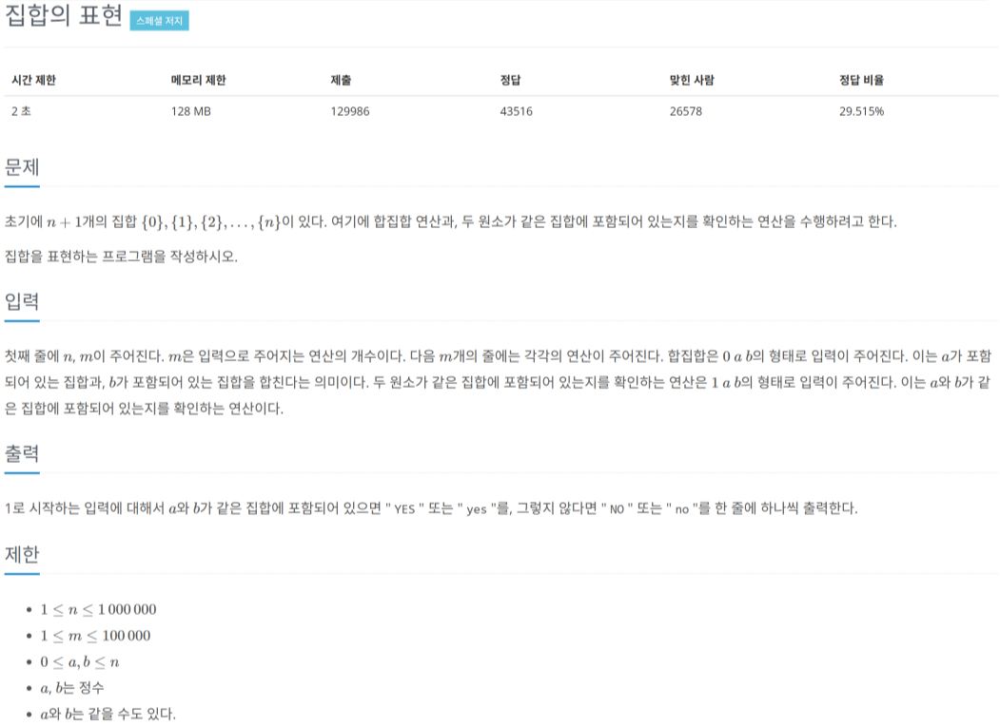 집합의 표현 스페셜 저지
시간 제한 메모리 제한 제출 정답 맞힌 사람 정답 비율
2 초 128 MB 129986 43516 26578 29.515%
문제
초기에 n + 1개의 집합 {0}, {1}, {2}, . . . , {n}이 있다. 여기에 합집합 연산과, 두 원소가 같은 집합에 포함되어 있는지를 확인하는 연산을 수행하려고 한다.
집합을 표현하는 프로그램을 작성하시오.
입력
첫째 줄에 n, m이 주어진다. m은 입력으로 주어지는 연산의 개수이다. 다음 m개의 줄에는 각각의 연산이 주어진다. 합집합은 0 a b의 형태로 입력이 주어진다. 이는 a가 포함
되어 있는 집합과, b가 포함되어 있는 집합을 합친다는 의미이다. 두 원소가 같은 집합에 포함되어 있는지를 확인하는 연산은 1 a b의 형태로 입력이 주어진다. 이는 a와 b가 같
은 집합에 포함되어 있는지를 확인하는 연산이다.
출력
1로 시작하는 입력에 대해서 a와 b가 같은 집합에 포함되어 있으면 " YES " 또는 " yes "를, 그렇지 않다면 " NO " 또는 " no "를 한 줄에 하나씩 출력한다.
제한
• 1 ≤ n ≤ 1 000 000
• 1 ≤ m ≤ 100 000
• 0 ≤ a, b ≤ n
• a, b는 정수
• a와 b는 같을 수도 있다.